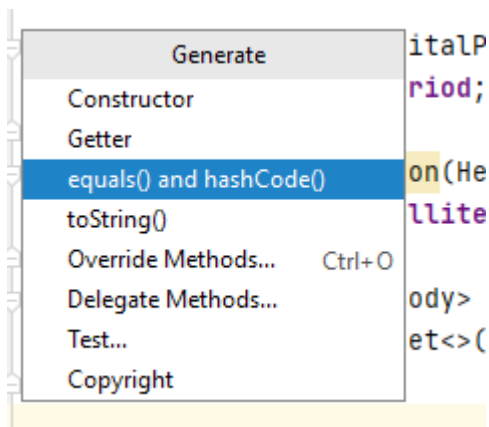 Generate
Constructor
Getter
equals() and hashCode()
toString()
Override Methods... Ctrl+O
Delegate Methods...
Test...
Copyright
italP
riod;
on(He
llite
ody>
et<>(